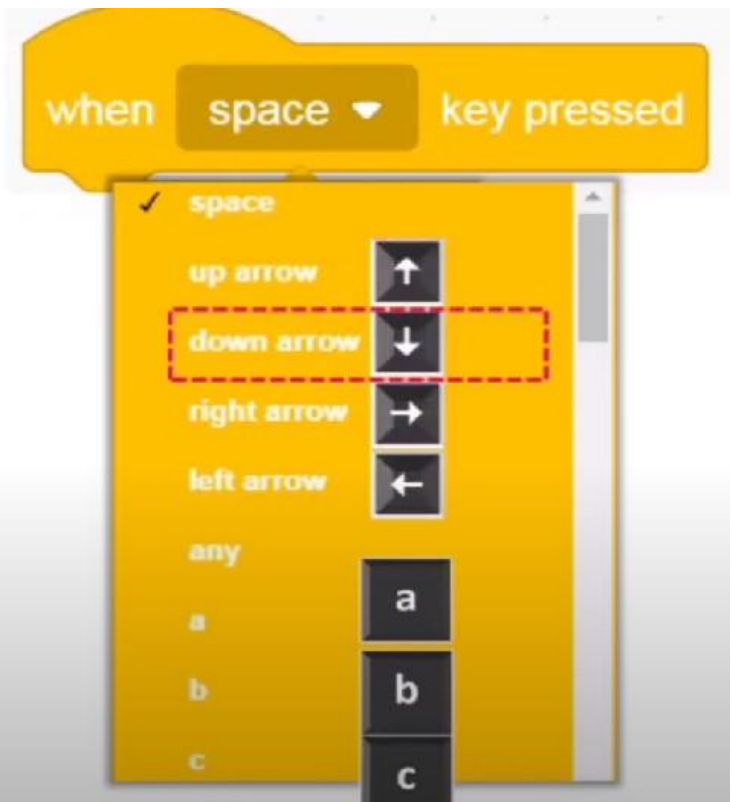 when space key pressed
✓ space
up arrow ↑
down arrow ↓
right arrow →
left arrow ←
any
a a
b b
c c